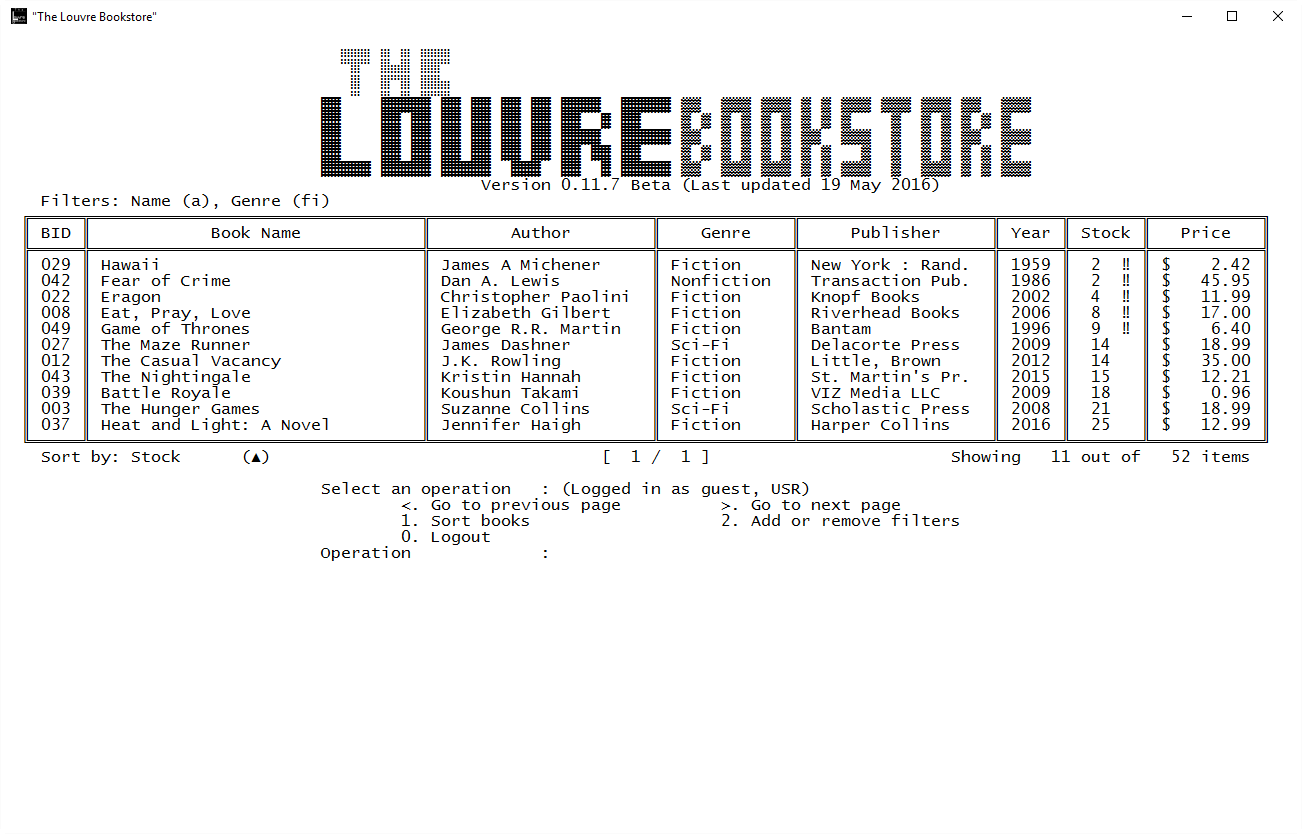 "The Louvre Bookstore"
THE
LOUVRE BOOKSTORE
Version 0.11.7 Beta (Last updated 19 May 2016)
Filters: Name (a), Genre (fi)
BID Book Name Author Genre Publisher Year Stock Price
029 Hawaii James A Michener Fiction New York : Rand. 1959 2 ‼ $ 2.42
042 Fear of Crime Dan A. Lewis Nonfiction Transaction Pub. 1986 2 ‼ $ 45.95
022 Eragon Christopher Paolini Fiction Knopf Books 2002 4 ‼ $ 11.99
008 Eat, Pray, Love Elizabeth Gilbert Fiction Riverhead Books 2006 8 ‼ $ 17.00
049 Game of Thrones George R.R. Martin Fiction Bantam 1996 9 ‼ $ 6.40
027 The Maze Runner James Dashner Sci-Fi Delacorte Press 2009 14 $ 18.99
012 The Casual Vacancy J.K. Rowling Fiction Little, Brown 2012 14 $ 35.00
043 The Nightingale Kristin Hannah Fiction St. Martin's Pr. 2015 15 $ 12.21
039 Battle Royale Koushun Takami Fiction VIZ Media LLC 2009 18 $ 0.96
003 The Hunger Games Suzanne Collins Sci-Fi Scholastic Press 2008 21 $ 18.99
037 Heat and Light: A Novel Jennifer Haigh Fiction Harper Collins 2016 25 $ 12.99
Sort by: Stock (▲) [ 1 / 1 ] Showing 11 out of 52 items
Select an operation : (Logged in as guest, USR)
<. Go to previous page >. Go to next page
1. Sort books 2. Add or remove filters
0. Logout
Operation :